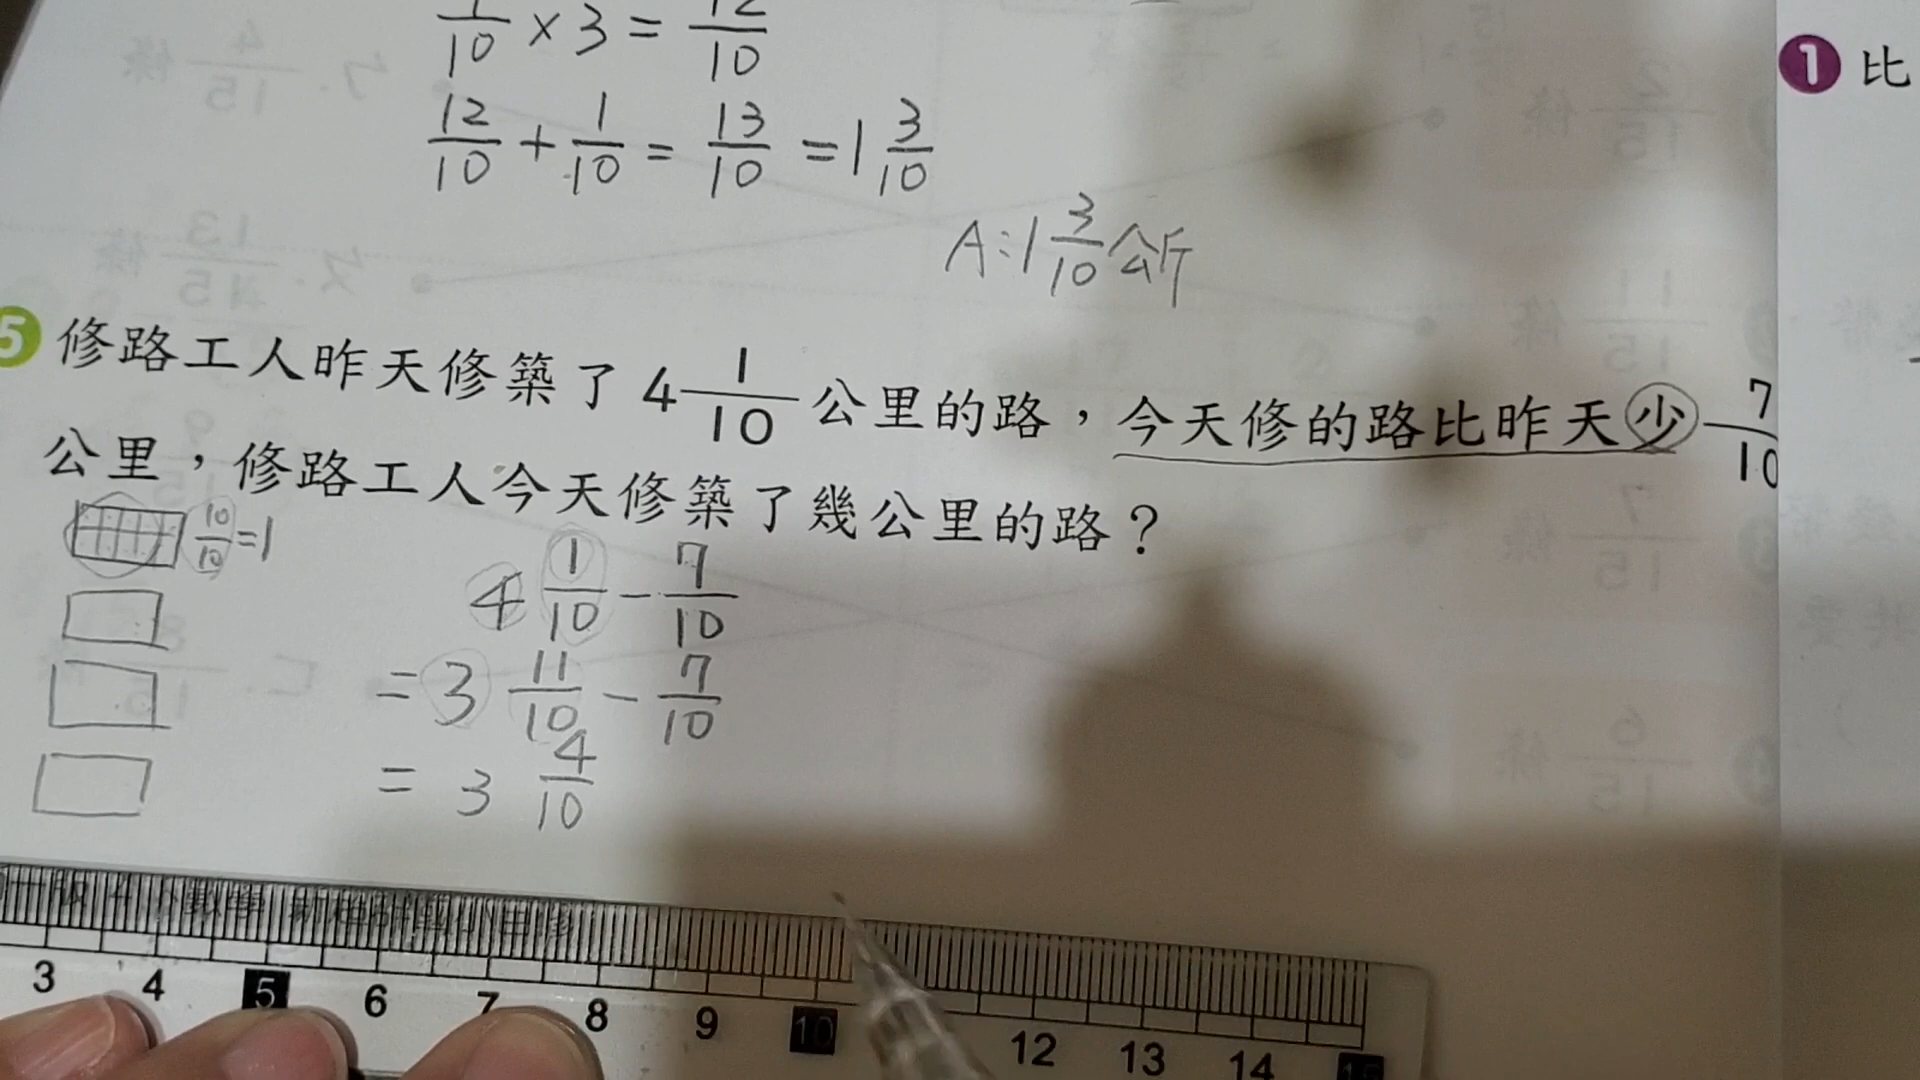 10 × 3 = 12/10
12/10 + 1/10 = 13/10 = 1 3/10
A:1 3/10 公斤
5 修路工人昨天修築了 4 1/10 公里的路，今天修的路比昨天少 7/10
公里，修路工人今天修築了幾公里的路？
10/10 =1
4 1/10 - 7/10
= 3 11/10 - 7/10
= 3 4/10
3 4 5 6 7 8 9 10 12 13 14 15
1 比